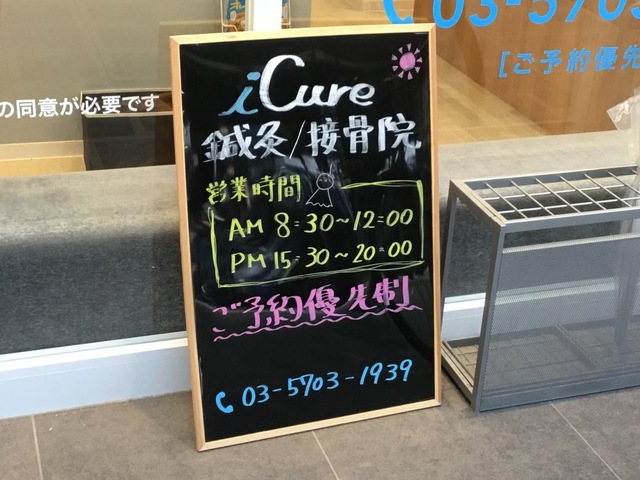 03-5703
[ご予約優先
の同意が必要です
iCure
鍼灸/接骨院
営業時間
AM 8:30~12:00
PM 15:30~20:00
ご予約優先制
03-5703-1939